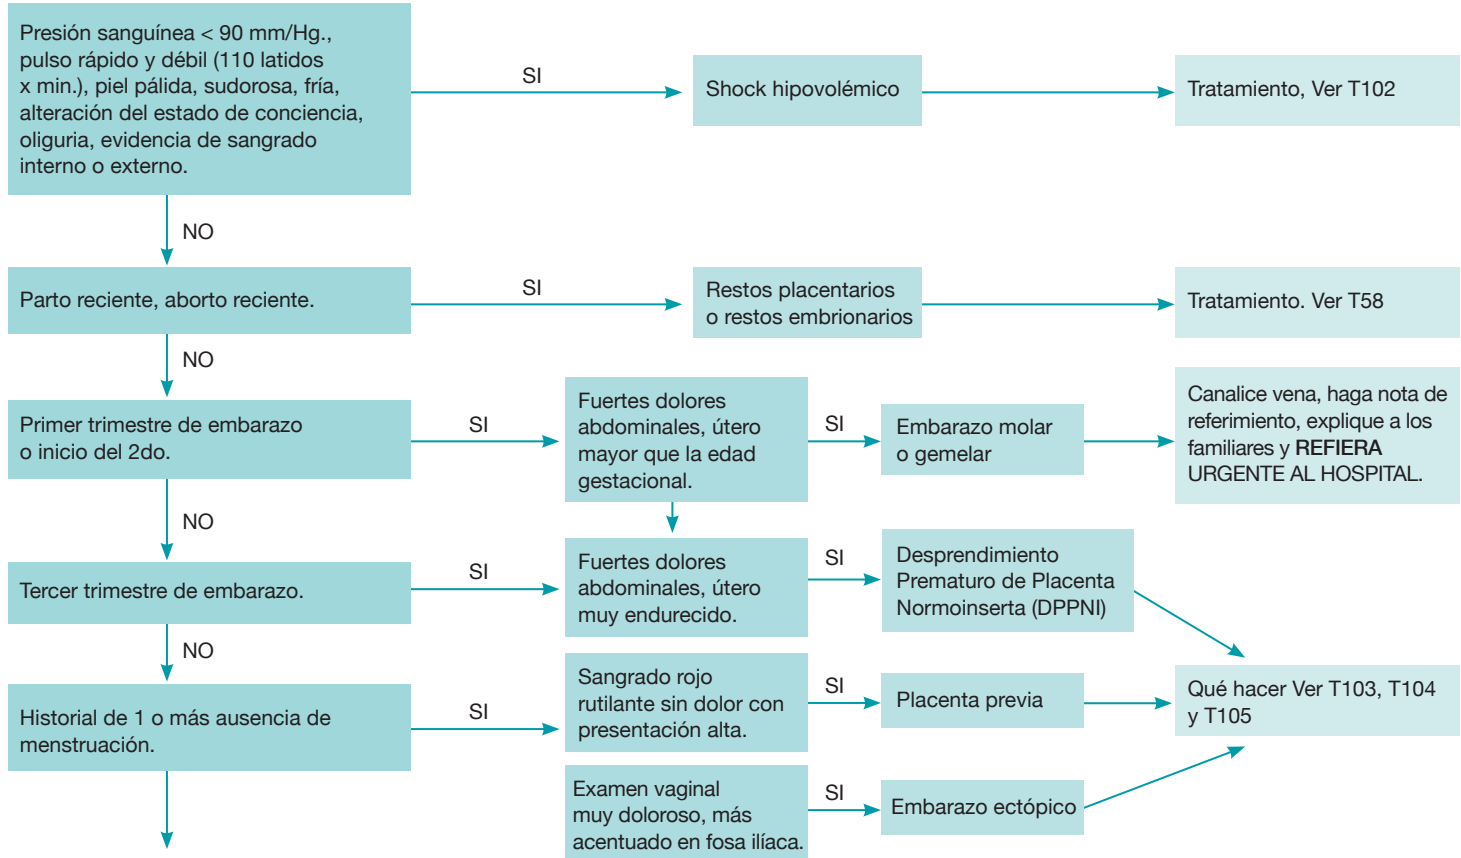 Presión sanguínea < 90 mm/Hg.,
pulso rápido y débil (110 latidos
x min.), piel pálida, sudorosa, fría,
alteración del estado de conciencia,
oliguria, evidencia de sangrado
interno o externo.
SI
Shock hipovolémico
Tratamiento, Ver T102
NO
Parto reciente, aborto reciente.
SI
Restos placentarios
o restos embrionarios
Tratamiento. Ver T58
NO
Primer trimestre de embarazo
o inicio del 2do.
SI
Fuertes dolores
abdominales, útero
mayor que la edad
gestacional.
SI
Embarazo molar
o gemelar
Canalice vena, haga nota de
referimiento, explique a los
familiares y REFIERA
URGENTE AL HOSPITAL.
NO
Tercer trimestre de embarazo.
SI
Fuertes dolores
abdominales, útero
muy endurecido.
SI
Desprendimiento
Prematuro de Placenta
Normoinserta (DPPNI)
NO
Historial de 1 o más ausencia de
menstruación.
SI
Sangrado rojo
rutilante sin dolor con
presentación alta.
SI
Placenta previa
Qué hacer Ver T103, T104
y T105
Examen vaginal
muy doloroso, más
acentuado en fosa ilíaca.
SI
Embarazo ectópico